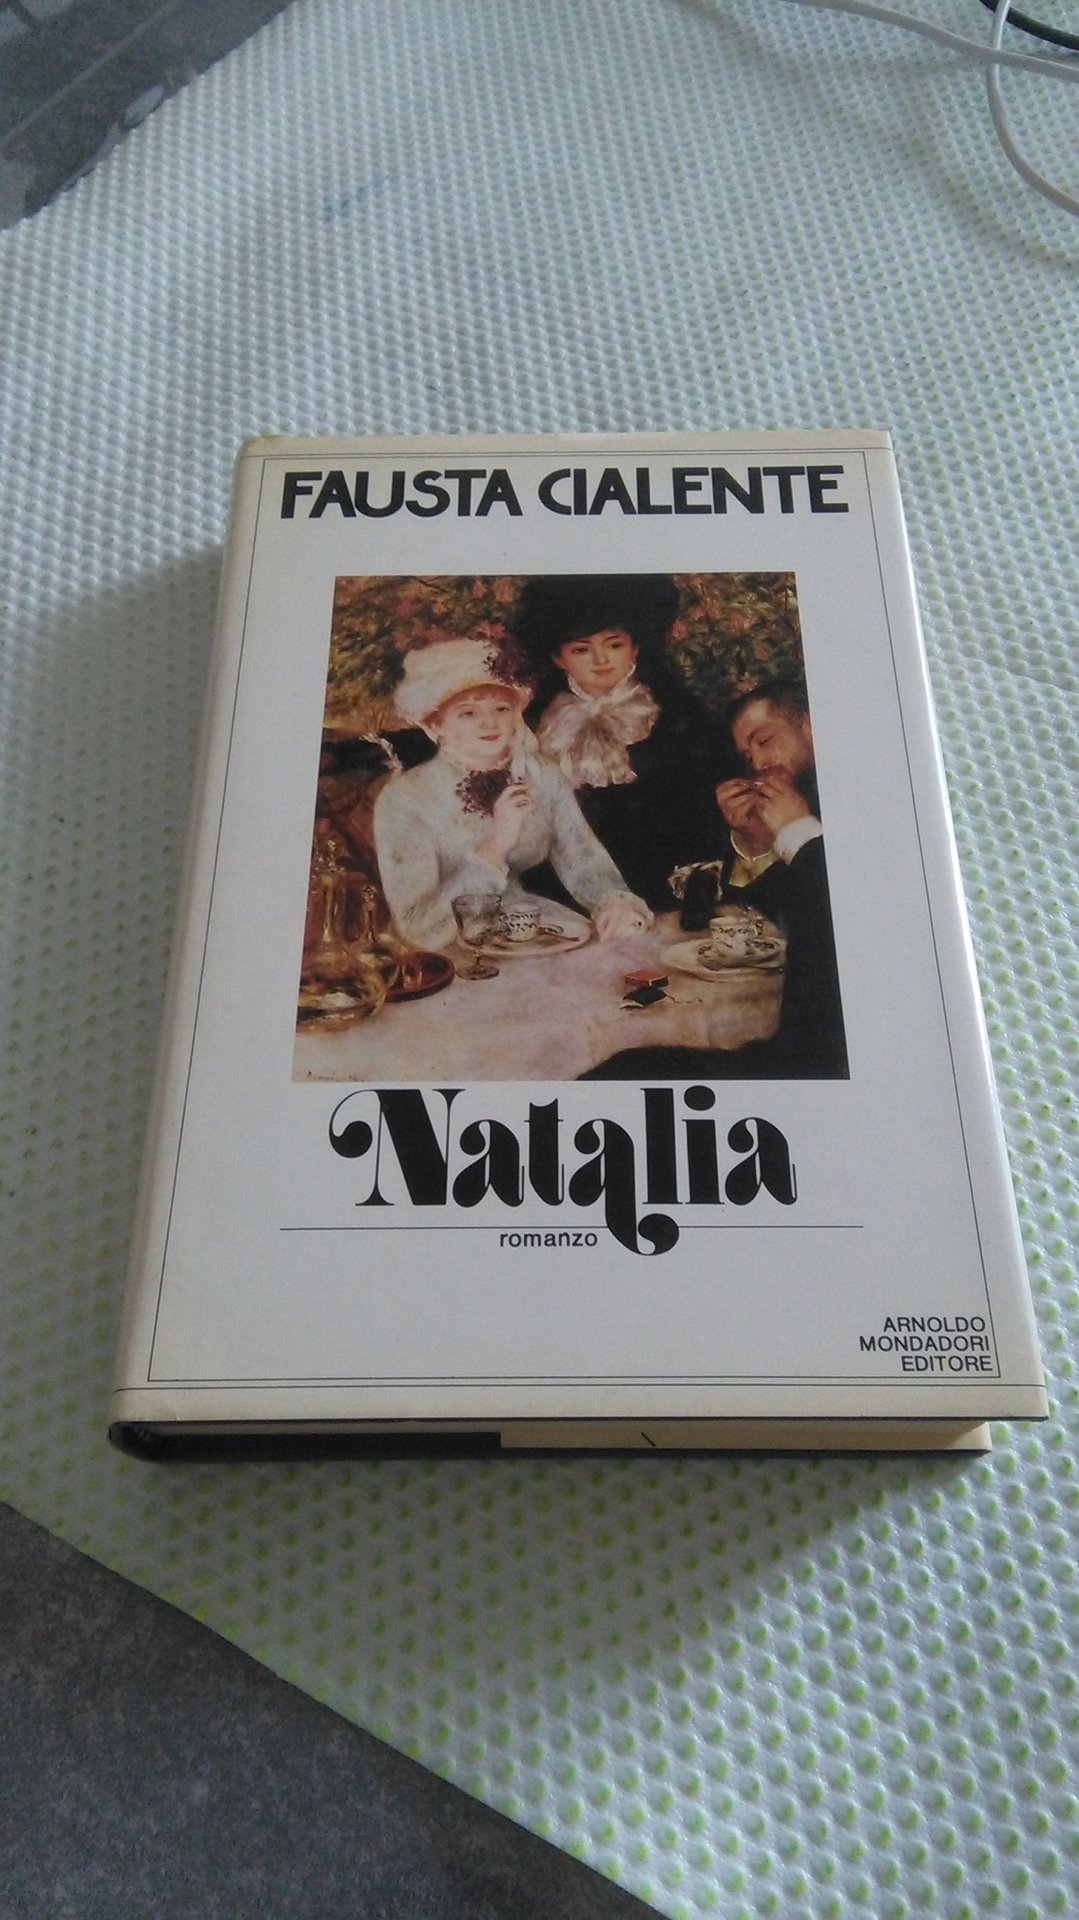 FAUSTA CIALENTE
Natalia
romanzo
ARNOLDO
MONDADORI
EDITORE